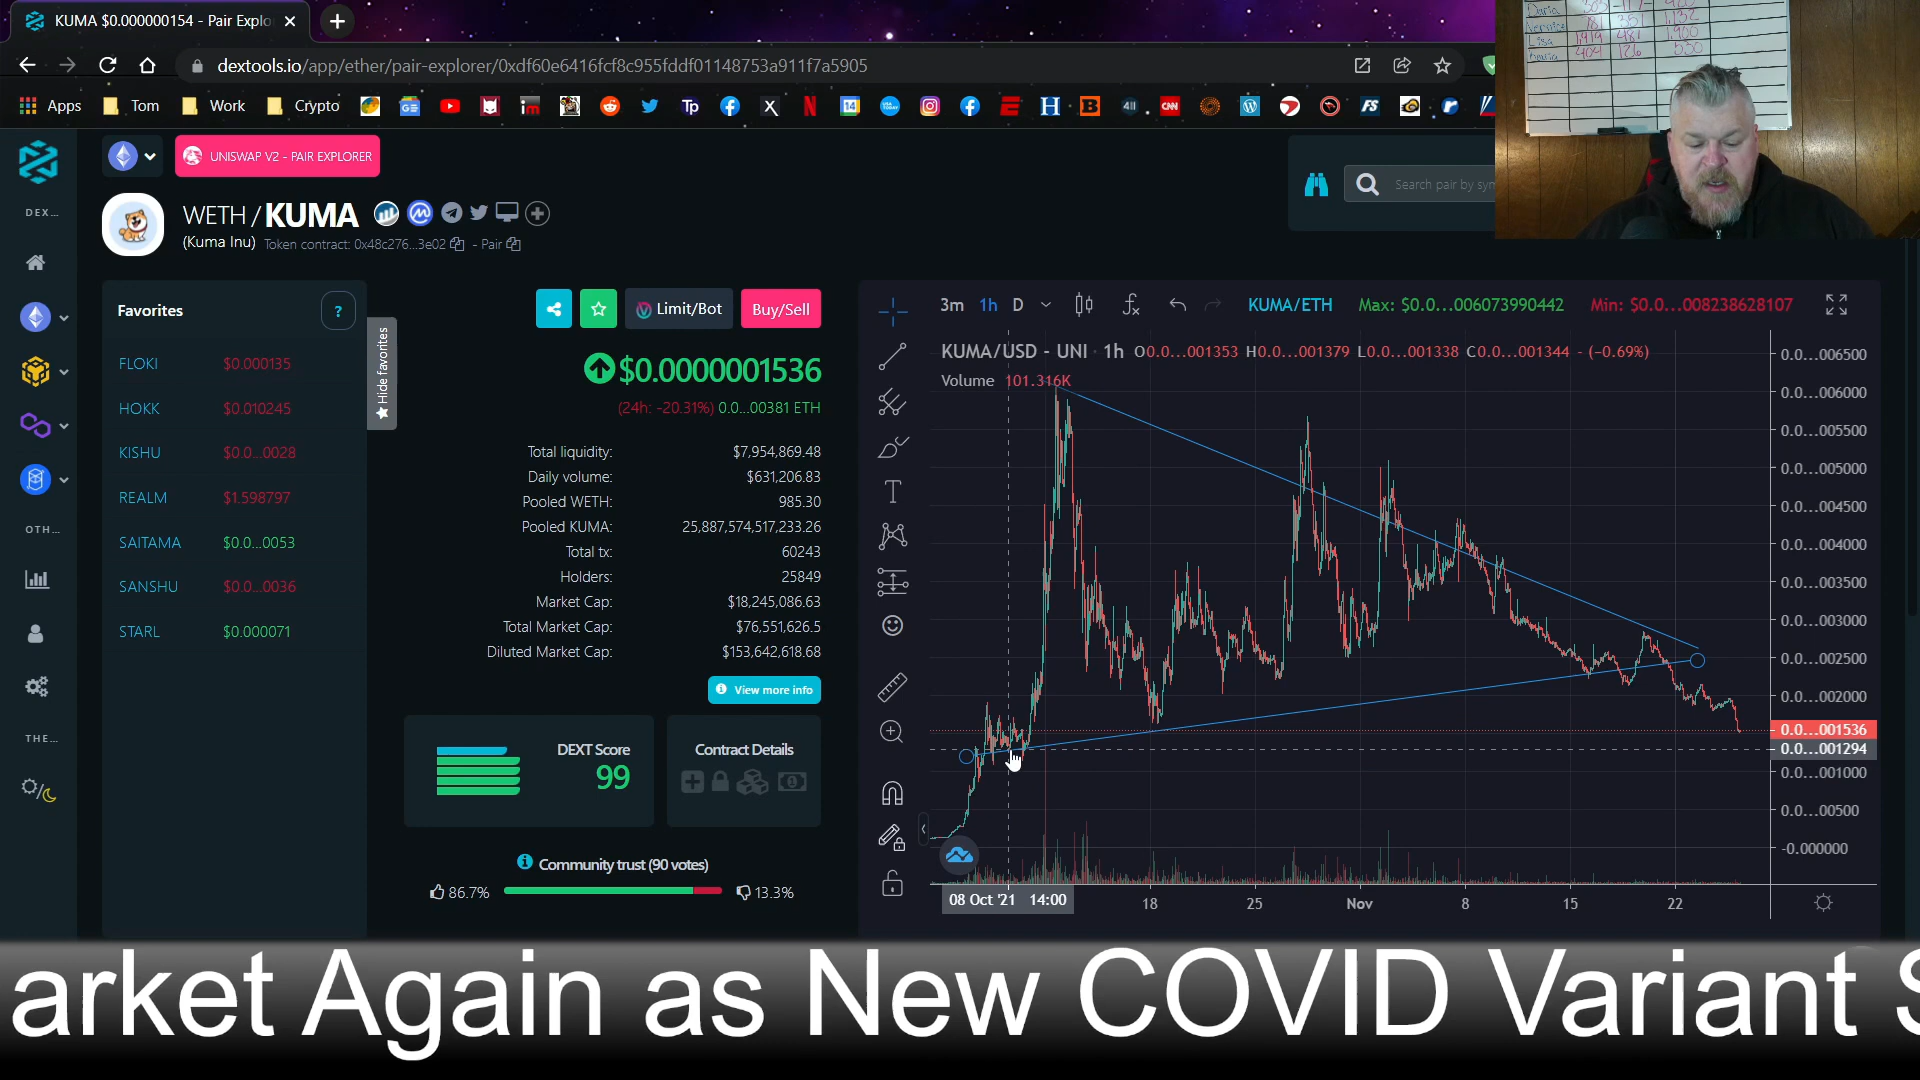 KUMA $0.000000154 - Pair Explo
dextools.io/app/ether/pair-explorer/0xdf60e6416fcf8c955fddf01148753a911f7a5905
Apps Tom Work Crypto
UNISWAP V2 - PAIR EXPLORER
Search pair by sym
DEX...
WETH / KUMA
(Kuma Inu) Token contract: 0x48c276...3e02 - Pair
Favorites ?
Hide favorites
FLOKI $0.000135
HOKK $0.010245
KISHU $0.0...0028
REALM $1.598797
SAITAMA $0.0...0053
SANSHU $0.0...0036
STARL $0.000071
OTH...
THE...
Limit/Bot Buy/Sell
$0.0000001536
(24h: -20.31%) 0.0...00381 ETH
Total liquidity: $7,954,869.48
Daily volume: $631,206.83
Pooled WETH: 985.30
Pooled KUMA: 25,887,574,517,233.26
Total tx: 60243
Holders: 25849
Market Cap: $18,245,086.63
Total Market Cap: $76,551,626.5
Diluted Market Cap: $153,642,618.68
View more info
DEXT Score
99
Contract Details
Community trust (90 votes)
86.7% 13.3%
3m 1h D KUMA/ETH Max: $0.0...006073990442 Min: $0.0...0008238628107
KUMA/USD - UNI · 1h O0.0...001353 H0.0...001379 L0.0...001338 C0.0...001344 - (-0.69%)
Volume 101.316K
0.0...006500
0.0...006000
0.0...005500
0.0...005000
0.0...004500
0.0...004000
0.0...003500
0.0...003000
0.0...002500
0.0...002000
0.0...001536
0.0...001294
0.0...001000
0.0...00500
-0.000000
08 Oct '21 14:00 18 25 Nov 8 15 22
arket Again as New COVID Variant S